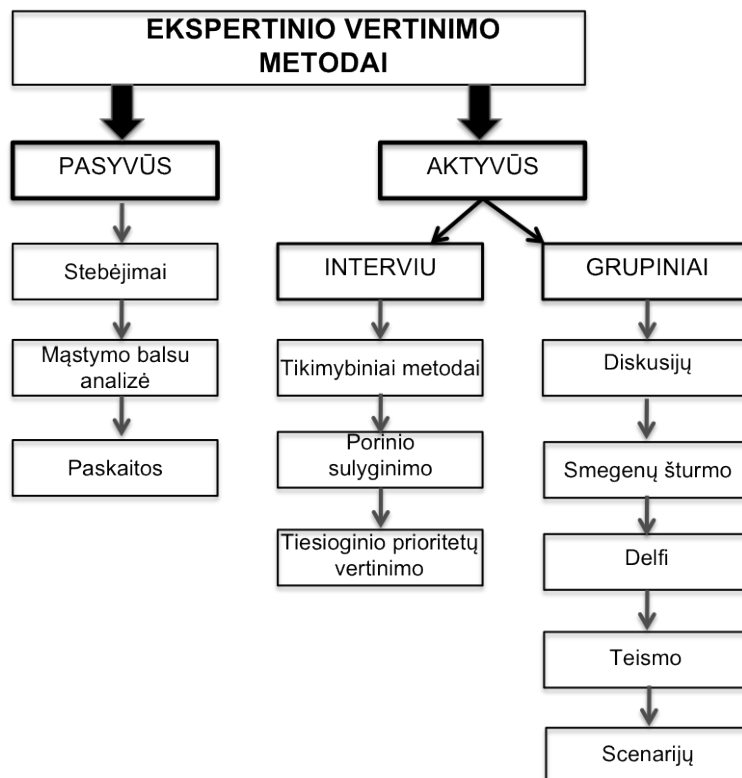 EKSPERTINIO VERTINIMO
METODAI
PASYVŪS
AKTYVŪS
Stebėjimai
INTERVIU
GRUPINIAI
Mąstymo balsu
analizė
Tikimybiniai metodai
Diskusijų
Paskaitos
Porinio
sulyginimo
Smegenų šturmo
Tiesioginio prioritetų
vertinimo
Delfi
Teismo
Scenarijų